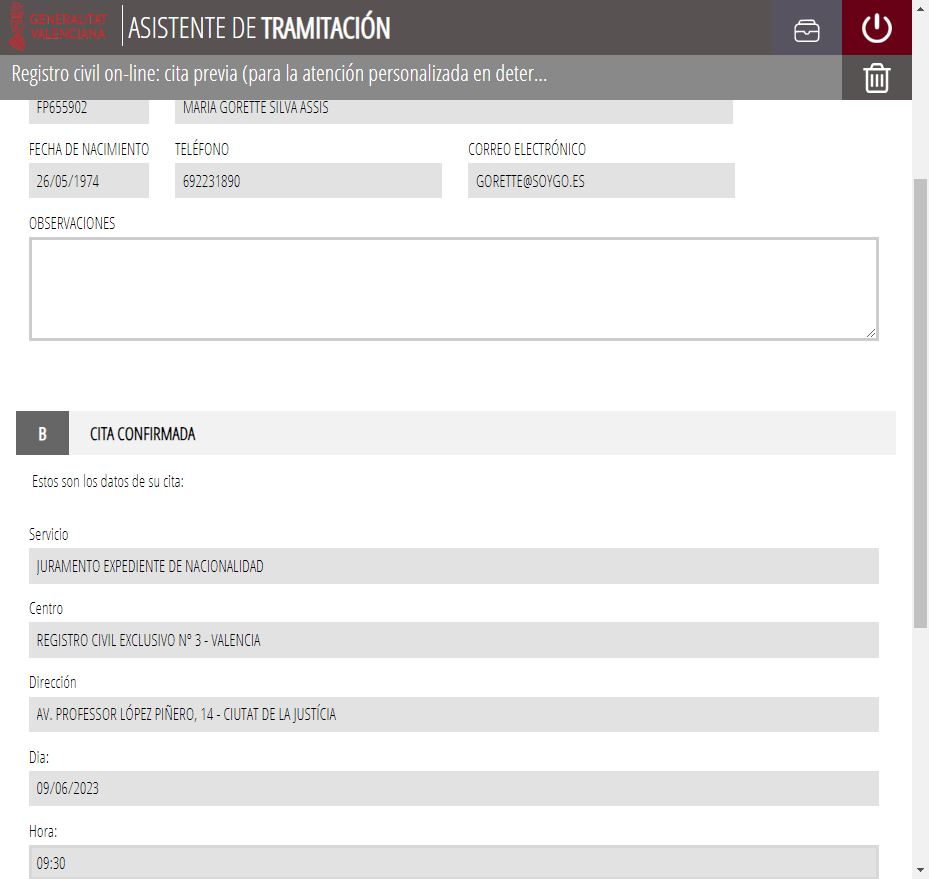 GENERALITAT
VALENCIANA
ASISTENTE DE TRAMITACIÓN
Registro civil on-line: cita previa (para la atención personalizada en deter...
FP655902 MARIA GORETTE SILVA ASSIS
FECHA DE NACIMIENTO TELÉFONO CORREO ELECTRÓNICO
26/05/1974 692231890 GORETTE@SOYGO.ES
OBSERVACIONES
B CITA CONFIRMADA
Estos son los datos de su cita:
Servicio
JURAMENTO EXPEDIENTE DE NACIONALIDAD
Centro
REGISTRO CIVIL EXCLUSIVO Nº 3 - VALENCIA
Dirección
AV. PROFESSOR LÓPEZ PIÑERO, 14 - CIUTAT DE LA JUSTÍCIA
Dia:
09/06/2023
Hora:
09:30